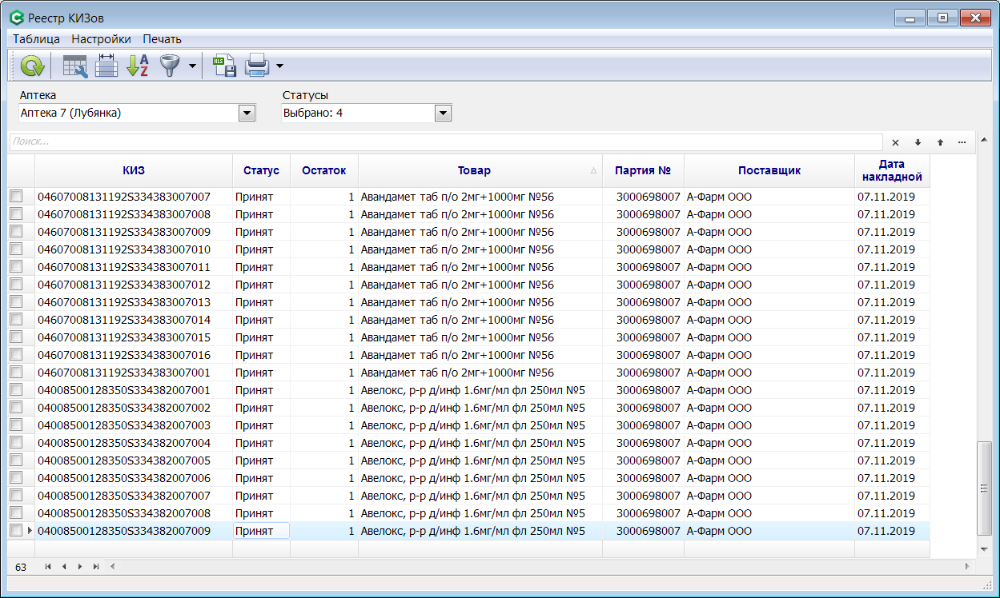 Реестр КИЗов
Таблица Настройки Печать
A
Z
XLS
Аптека Статусы
Аптека 7 (Лубянка) Выбрано: 4
Поиск...
КИЗ Статус Остаток Товар Партия № Поставщик Дата накладной
04607008131192S334383007007 Принят 1 Авандамет таб п/о 2мг+1000мг №56 3000698007 А-Фарм ООО 07.11.2019
04607008131192S334383007008 Принят 1 Авандамет таб п/о 2мг+1000мг №56 3000698007 А-Фарм ООО 07.11.2019
04607008131192S334383007009 Принят 1 Авандамет таб п/о 2мг+1000мг №56 3000698007 А-Фарм ООО 07.11.2019
04607008131192S334383007010 Принят 1 Авандамет таб п/о 2мг+1000мг №56 3000698007 А-Фарм ООО 07.11.2019
04607008131192S334383007011 Принят 1 Авандамет таб п/о 2мг+1000мг №56 3000698007 А-Фарм ООО 07.11.2019
04607008131192S334383007012 Принят 1 Авандамет таб п/о 2мг+1000мг №56 3000698007 А-Фарм ООО 07.11.2019
04607008131192S334383007013 Принят 1 Авандамет таб п/о 2мг+1000мг №56 3000698007 А-Фарм ООО 07.11.2019
04607008131192S334383007014 Принят 1 Авандамет таб п/о 2мг+1000мг №56 3000698007 А-Фарм ООО 07.11.2019
04607008131192S334383007015 Принят 1 Авандамет таб п/о 2мг+1000мг №56 3000698007 А-Фарм ООО 07.11.2019
04607008131192S334383007016 Принят 1 Авандамет таб п/о 2мг+1000мг №56 3000698007 А-Фарм ООО 07.11.2019
04607008131192S334383007001 Принят 1 Авандамет таб п/о 2мг+1000мг №56 3000698007 А-Фарм ООО 07.11.2019
04008500128350S334382007001 Принят 1 Авелокс, р-р д/инф 1.6мг/мл фл 250мл №5 3000698007 А-Фарм ООО 07.11.2019
04008500128350S334382007002 Принят 1 Авелокс, р-р д/инф 1.6мг/мл фл 250мл №5 3000698007 А-Фарм ООО 07.11.2019
04008500128350S334382007003 Принят 1 Авелокс, р-р д/инф 1.6мг/мл фл 250мл №5 3000698007 А-Фарм ООО 07.11.2019
04008500128350S334382007004 Принят 1 Авелокс, р-р д/инф 1.6мг/мл фл 250мл №5 3000698007 А-Фарм ООО 07.11.2019
04008500128350S334382007005 Принят 1 Авелокс, р-р д/инф 1.6мг/мл фл 250мл №5 3000698007 А-Фарм ООО 07.11.2019
04008500128350S334382007006 Принят 1 Авелокс, р-р д/инф 1.6мг/мл фл 250мл №5 3000698007 А-Фарм ООО 07.11.2019
04008500128350S334382007007 Принят 1 Авелокс, р-р д/инф 1.6мг/мл фл 250мл №5 3000698007 А-Фарм ООО 07.11.2019
04008500128350S334382007008 Принят 1 Авелокс, р-р д/инф 1.6мг/мл фл 250мл №5 3000698007 А-Фарм ООО 07.11.2019
04008500128350S334382007009 Принят 1 Авелокс, р-р д/инф 1.6мг/мл фл 250мл №5 3000698007 А-Фарм ООО 07.11.2019
63